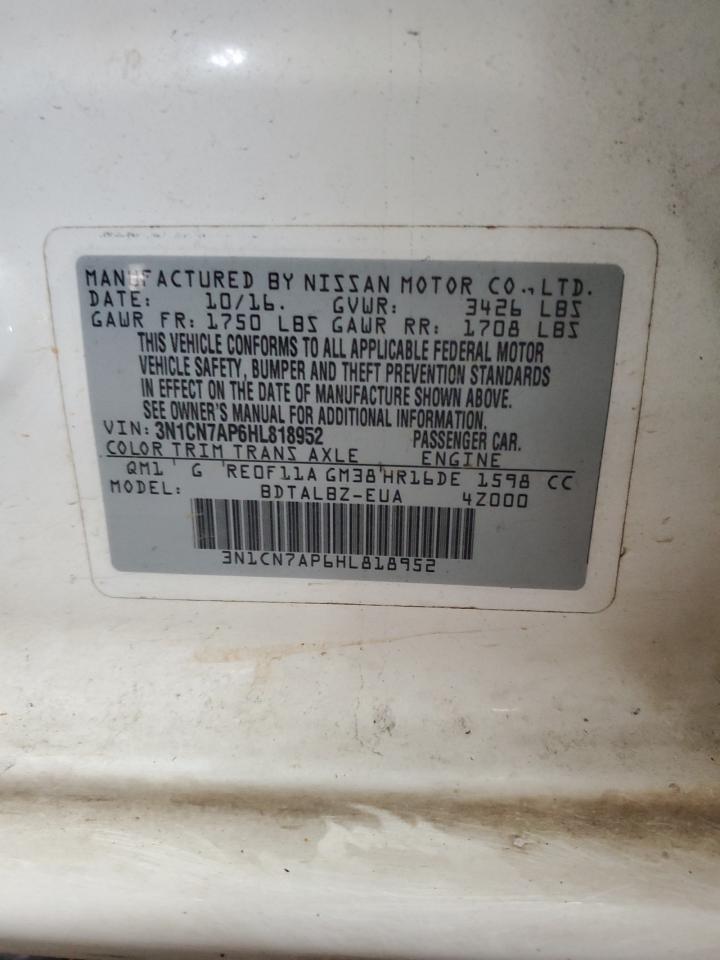 MANUFACTURED BY NISSAN MOTOR CO., LTD.
DATE: 10/16. GVWR: 3426 LBS
GAWR FR: 1750 LBS GAWR RR: 1708 LBS
THIS VEHICLE CONFORMS TO ALL APPLICABLE FEDERAL MOTOR
VEHICLE SAFETY, BUMPER AND THEFT PREVENTION STANDARDS
IN EFFECT ON THE DATE OF MANUFACTURE SHOWN ABOVE.
SEE OWNER'S MANUAL FOR ADDITIONAL INFORMATION.
VIN: 3N1CN7AP6HL818952 PASSENGER CAR.
COLOR TRIM TRANS AXLE ENGINE
QM1 G RE0F11A GM38 HR16DE 1598 CC
MODEL: BDTALBZ-EUA 4Z000
3N1CN7AP6HL818952